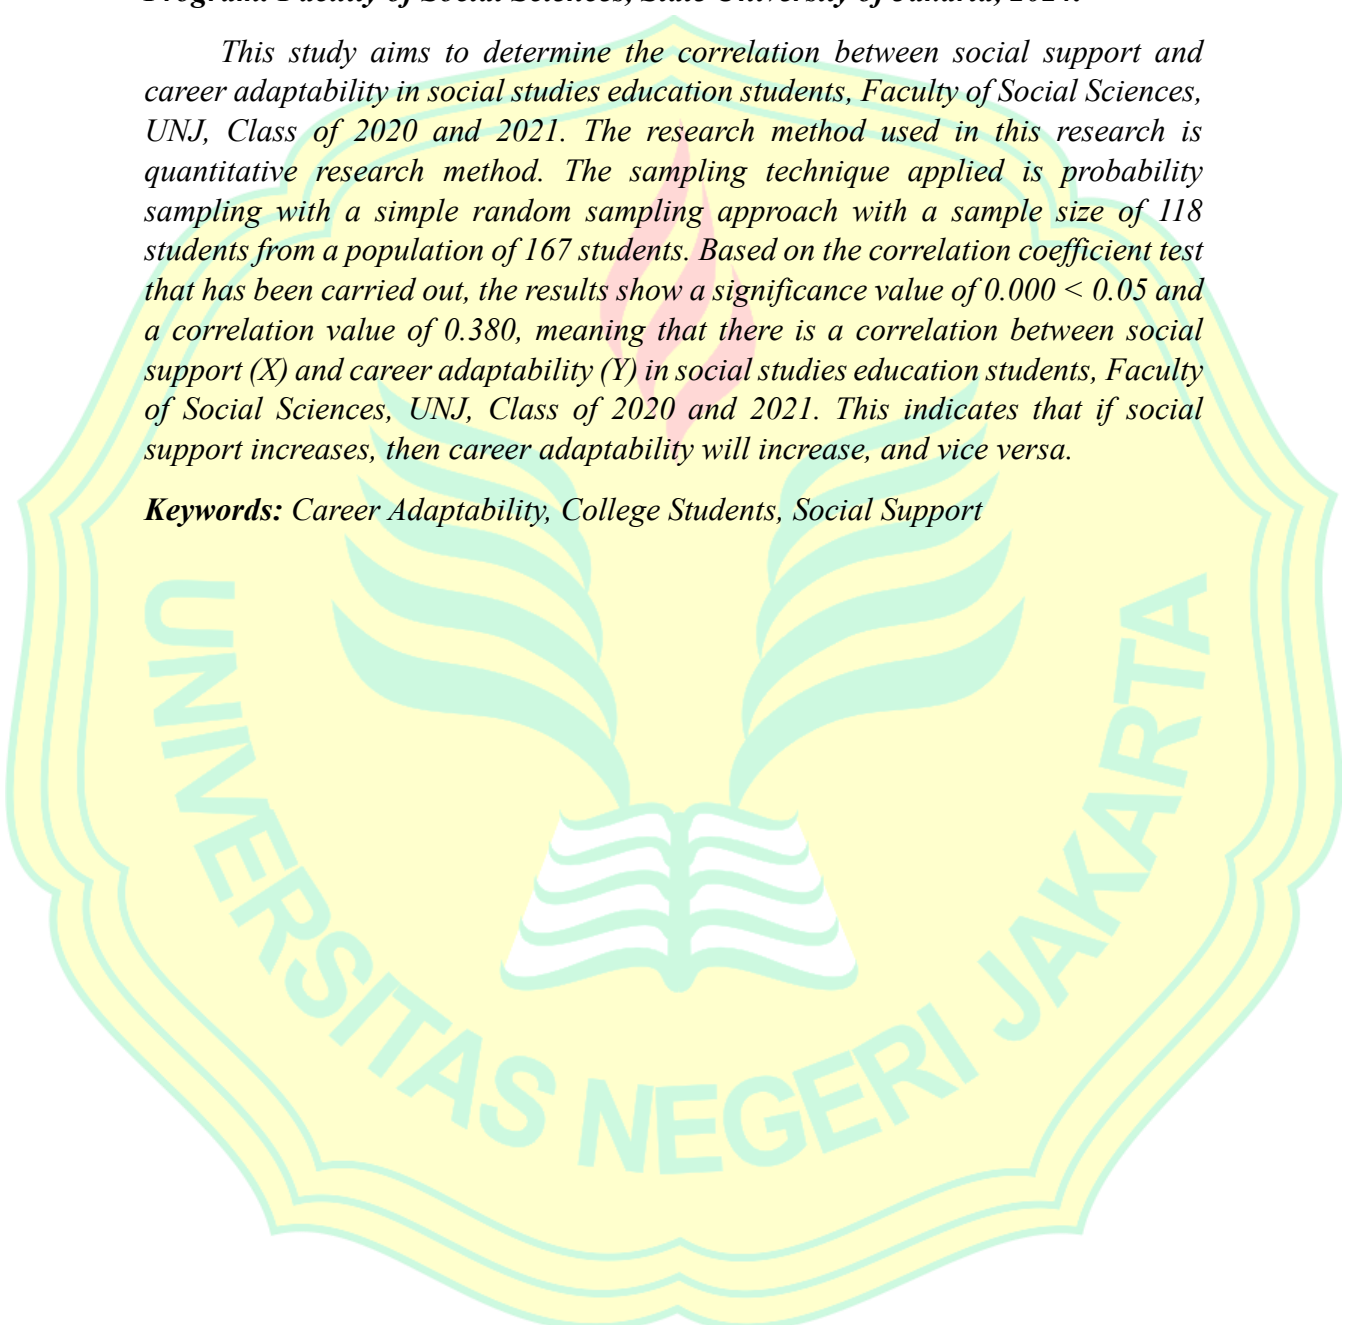 This study aims to determine the correlation between social support and
career adaptability in social studies education students, Faculty of Social Sciences,
UNJ, Class of 2020 and 2021. The research method used in this research is
quantitative research method. The sampling technique applied is probability
sampling with a simple random sampling approach with a sample size of 118
students from a population of 167 students. Based on the correlation coefficient test
that has been carried out, the results show a significance value of 0.000 < 0.05 and
a correlation value of 0.380, meaning that there is a correlation between social
support (X) and career adaptability (Y) in social studies education students, Faculty
of Social Sciences, UNJ, Class of 2020 and 2021. This indicates that if social
support increases, then career adaptability will increase, and vice versa.
Keywords: Career Adaptability, College Students, Social Support
UNIVERSITAS NEGERI JAKARTA